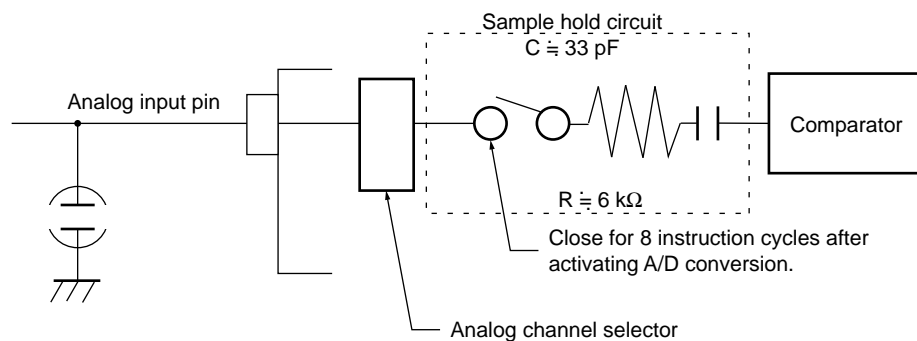 Sample hold circuit
C ≒ 33 pF
Analog input pin
Comparator
R ≒ 6 kΩ
Close for 8 instruction cycles after
activating A/D conversion.
Analog channel selector